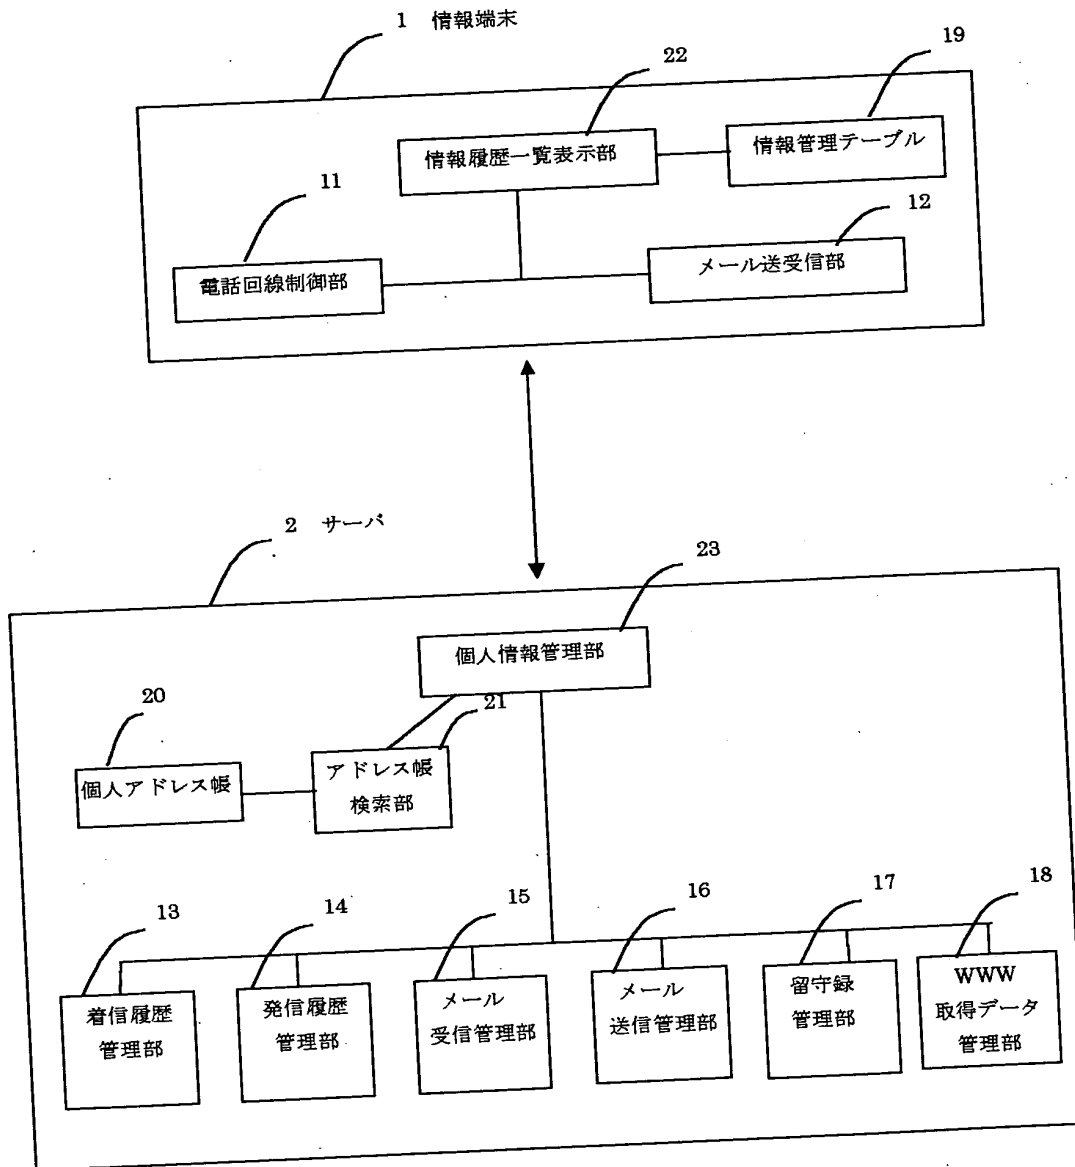 1 情報端末
22
19
情報履歴一覧表示部
情報管理テーブル
11
12
電話回線制御部
メール送受信部
2 サーバ
23
個人情報管理部
20
21
個人アドレス帳
アドレス帳
検索部
13
14
15
16
17
18
着信履歴
管理部
発信履歴
管理部
メール
受信管理部
メール
送信管理部
留守録
管理部
WWW
取得データ
管理部